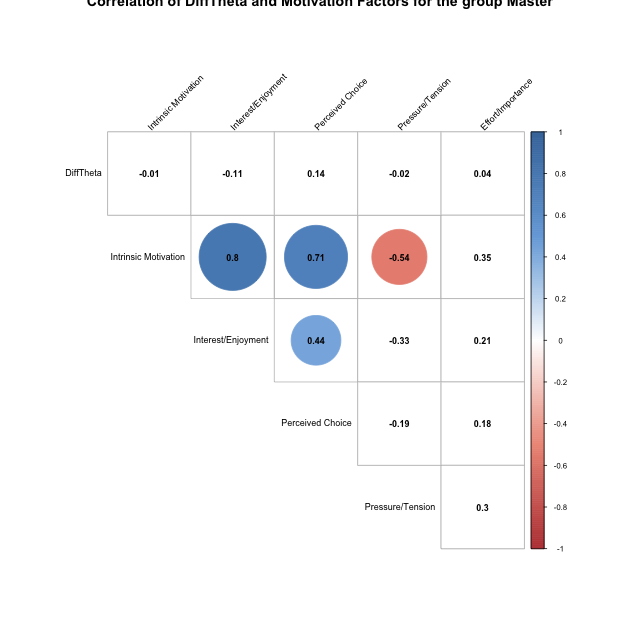 Correlation of DiffTheta and Motivation Factors for the group Master
Intrinsic Motivation
Interest/Enjoyment
Perceived Choice
Pressure/Tension
Effort/Importance
DiffTheta -0.01 -0.11 0.14 -0.02 0.04
Intrinsic Motivation 0.8 0.71 -0.54 0.35
Interest/Enjoyment 0.44 -0.33 0.21
Perceived Choice -0.19 0.18
Pressure/Tension 0.3
1
0.8
0.6
0.4
0.2
0
-0.2
-0.4
-0.6
-0.8
-1